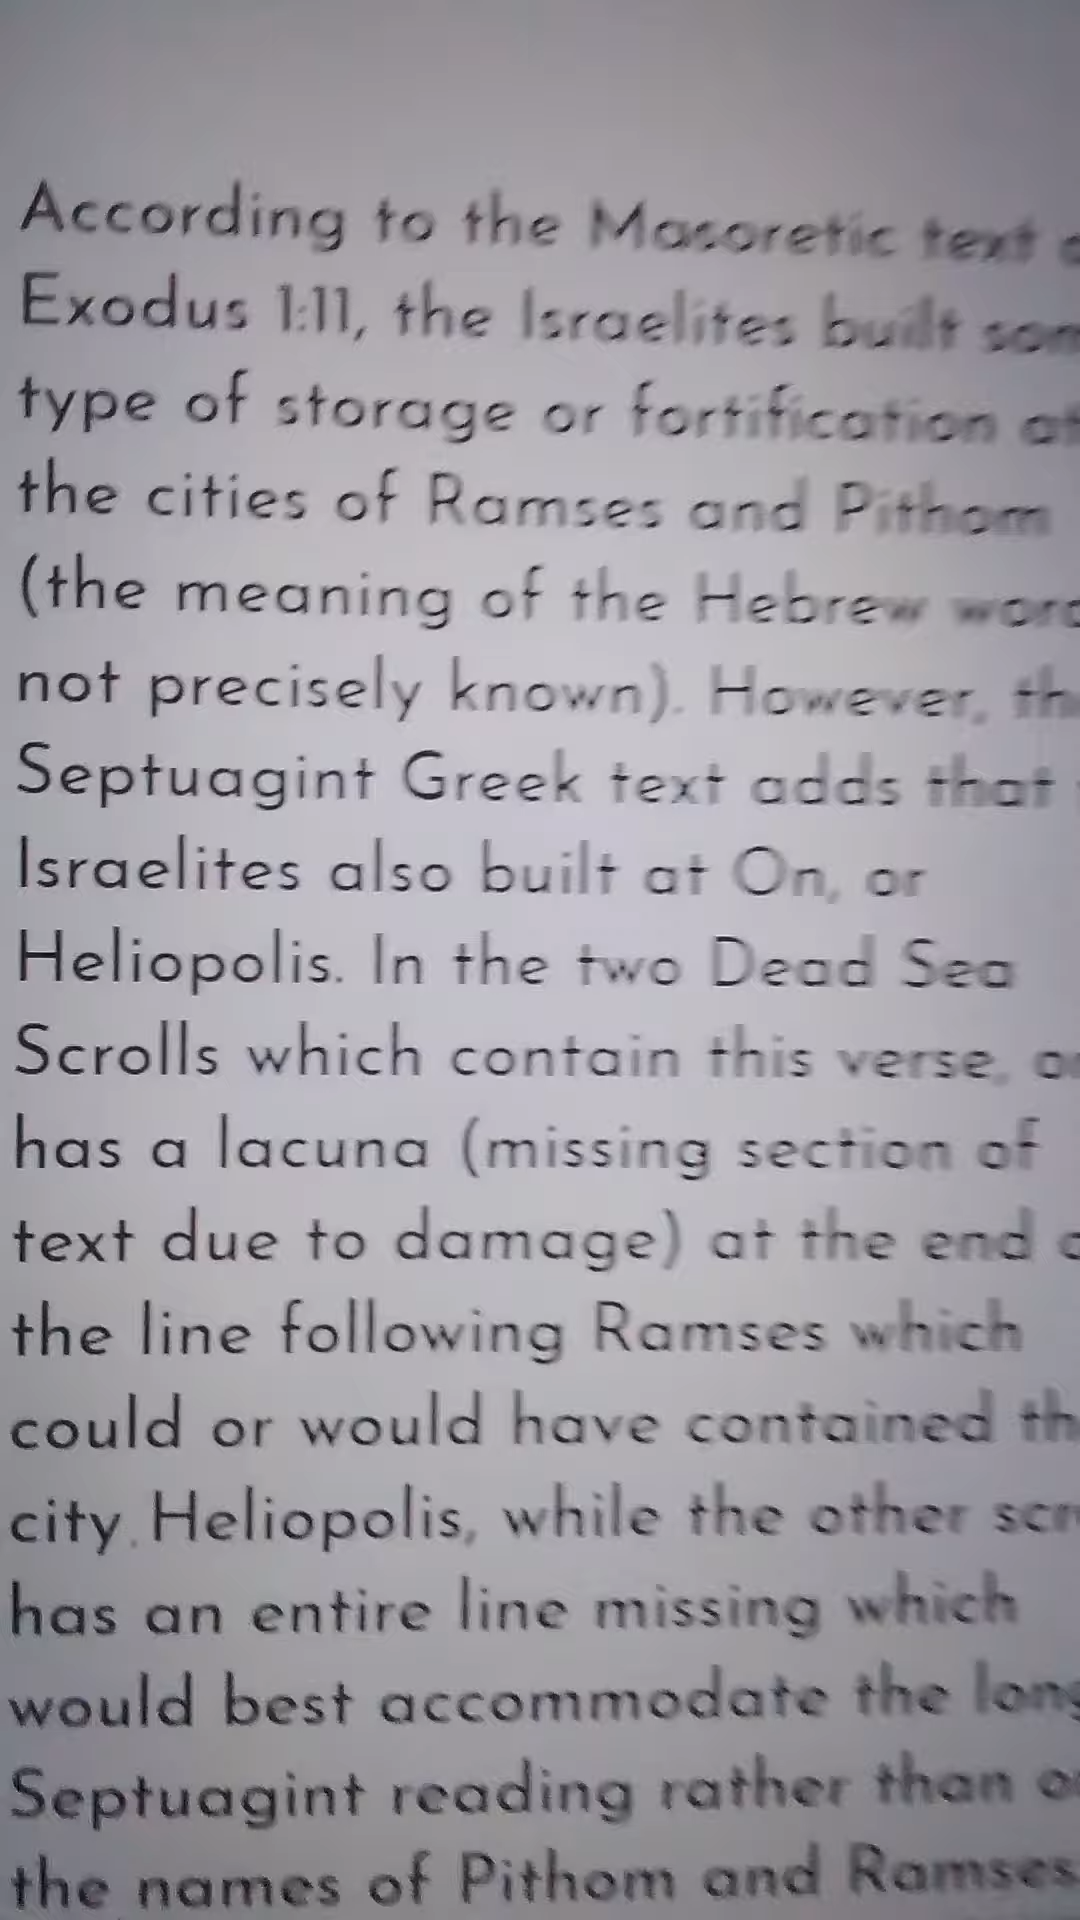 According to the Masoretic text
Exodus 1:11, the Israelites built
type of storage or fortification
the cities of Ramses and Pithom
(the meaning of the Hebrew
not precisely known). However,
Septuagint Greek text adds that
Israelites also built at On, or
Heliopolis. In the two Dead Sea
Scrolls which contain this verse,
has a lacuna (missing section of
text due to damage) at the end
the line following Ramses which
could or would have contained
city Heliopolis, while the other
has an entire line missing which
would best accommodate the
Septuagint reading rather than
the names of Pithom and Ramses